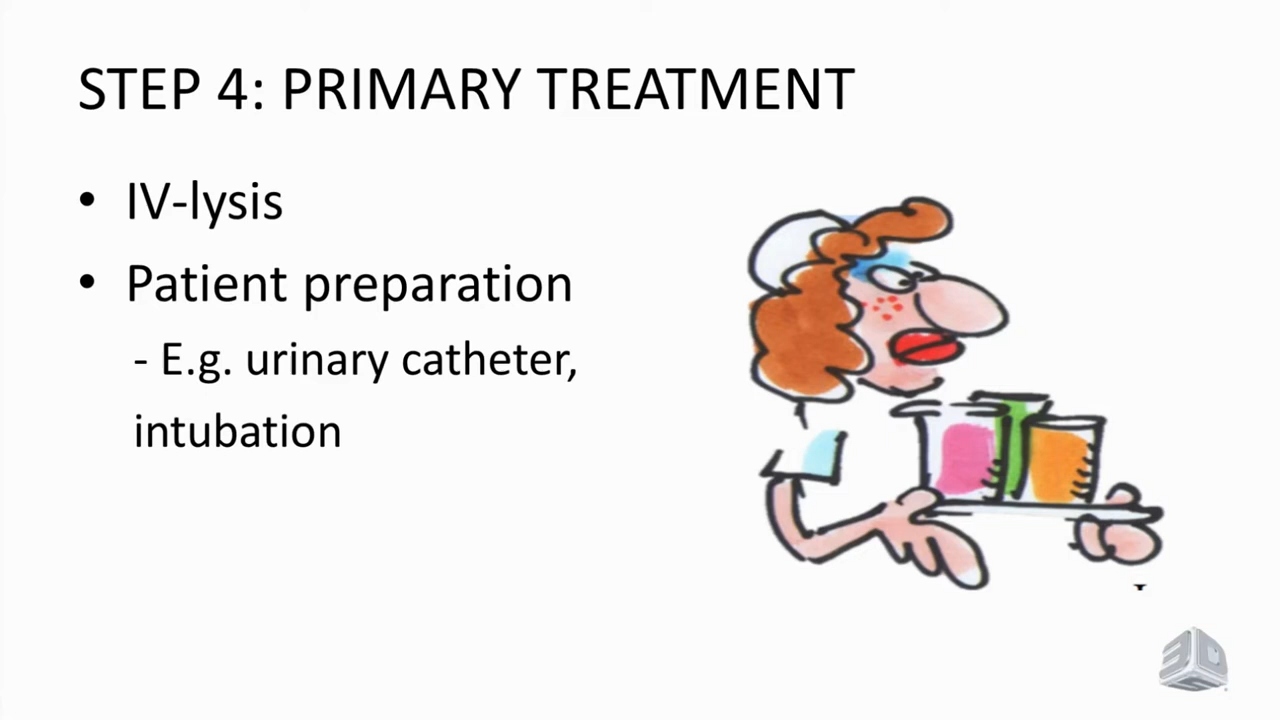 STEP 4: PRIMARY TREATMENT
• IV-lysis
• Patient preparation
- E.g. urinary catheter,
intubation